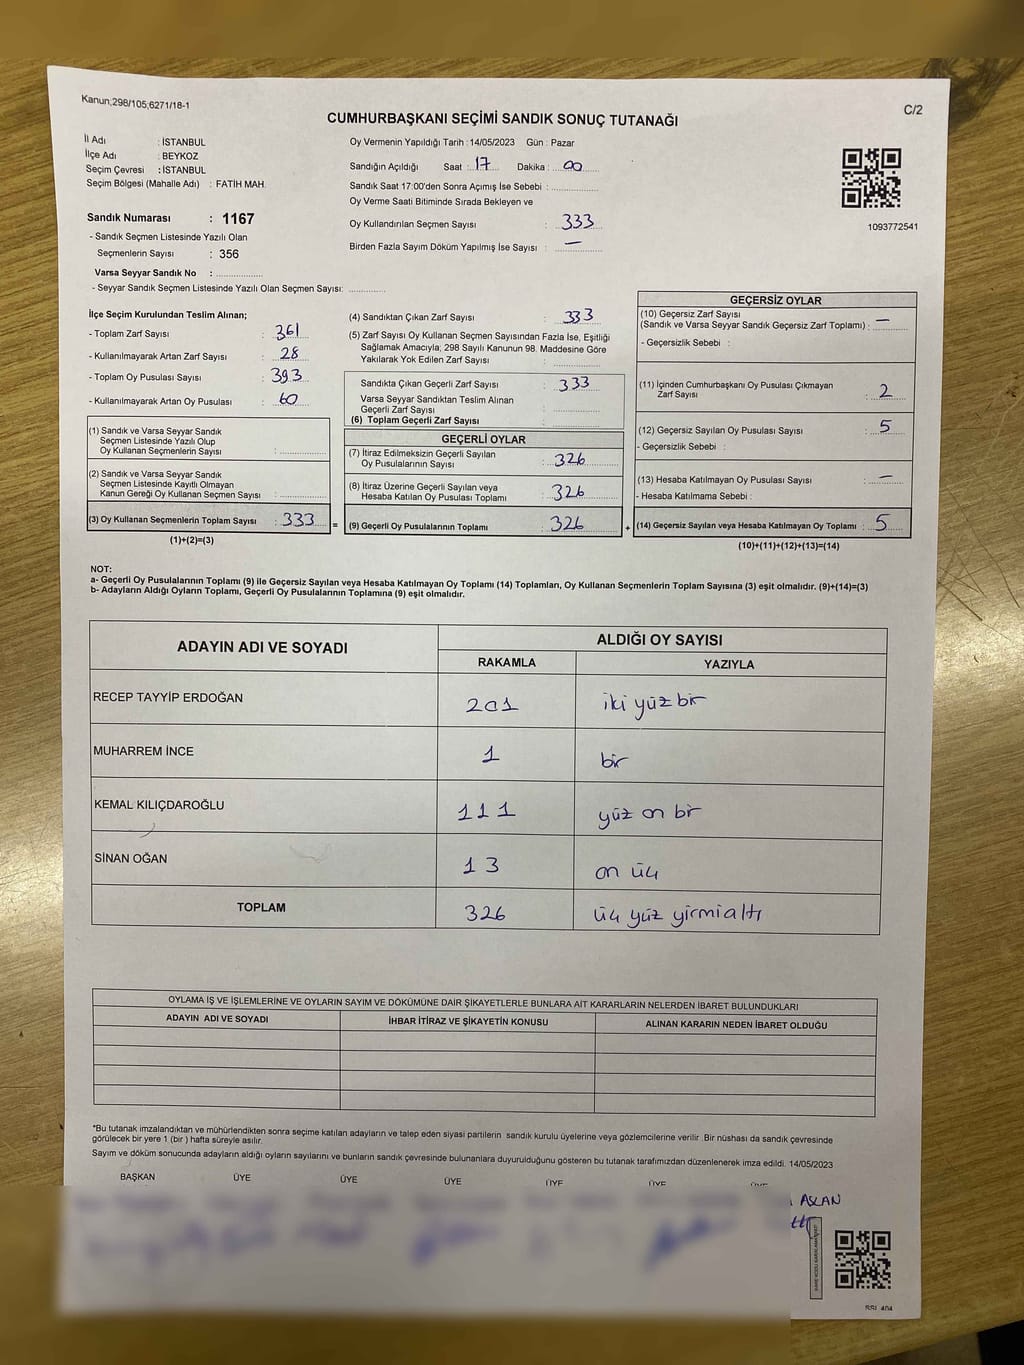 Kanun;298/105;6271/18-1
C/2
CUMHURBAŞKANI SEÇİMİ SANDIK SONUÇ TUTANAĞI
İl Adı : İSTANBUL
İlçe Adı : BEYKOZ
Seçim Çevresi : İSTANBUL
Seçim Bölgesi (Mahalle Adı) : FATİH MAH.
Sandık Numarası : 1167
- Sandık Seçmen Listesinde Yazılı Olan
Seçmenlerin Sayısı : 356
Varsa Seyyar Sandık No : ..............
- Seyyar Sandık Seçmen Listesinde Yazılı Olan Seçmen Sayısı: ............
Oy Vermenin Yapıldığı Tarih : 14/05/2023 Gün : Pazar
Sandığın Açıldığı Saat : 17 Dakika : 00
Sandık Saat 17:00'den Sonra Açımış İse Sebebi : ..............
Oy Verme Saati Bitiminde Sırada Bekleyen ve
Oy Kullandırılan Seçmen Sayısı : 333
Birden Fazla Sayım Döküm Yapılmış İse Sayısı : —
1093772541
İlçe Seçim Kurulundan Teslim Alınan;
- Toplam Zarf Sayısı : 361
- Kullanılmayarak Artan Zarf Sayısı : 28
- Toplam Oy Pusulası Sayısı : 393
- Kullanılmayarak Artan Oy Pusulası : 60
(1) Sandık ve Varsa Seyyar Sandık
Seçmen Listesinde Yazılı Olup
Oy Kullanan Seçmenlerin Sayısı : ..............
(2) Sandık ve Varsa Seyyar Sandık
Seçmen Listesinde Kayıtlı Olmayan
Kanun Gereği Oy Kullanan Seçmen Sayısı : ..............
(3) Oy Kullanan Seçmenlerin Toplam Sayısı : 333 =
(1)+(2)=(3)
(4) Sandıktan Çıkan Zarf Sayısı : 333
(5) Zarf Sayısı Oy Kullanan Seçmen Sayısından Fazla İse, Eşitliği
Sağlamak Amacıyla; 298 Sayılı Kanunun 98. Maddesine Göre
Yakılarak Yok Edilen Zarf Sayısı : ..............
Sandıkta Çıkan Geçerli Zarf Sayısı : 333
Varsa Seyyar Sandıktan Teslim Alınan
Geçerli Zarf Sayısı : ..............
(6) Toplam Geçerli Zarf Sayısı : ..............
GEÇERLİ OYLAR
(7) İtiraz Edilmeksizin Geçerli Sayılan
Oy Pusulalarının Sayısı : 326
(8) İtiraz Üzerine Geçerli Sayılan veya
Hesaba Katılan Oy Pusulası Toplamı : 326
(9) Geçerli Oy Pusulalarının Toplamı : 326 +
GEÇERSİZ OYLAR
(10) Geçersiz Zarf Sayısı
(Sandık ve Varsa Seyyar Sandık Geçersiz Zarf Toplamı) : —
- Geçersizlik Sebebi :
(11) İçinden Cumhurbaşkanı Oy Pusulası Çıkmayan
Zarf Sayısı : 2
(12) Geçersiz Sayılan Oy Pusulası Sayısı : 5
- Geçersizlik Sebebi :
(13) Hesaba Katılmayan Oy Pusulası Sayısı : —
- Hesaba Katılmama Sebebi :
(14) Geçersiz Sayılan veya Hesaba Katılmayan Oy Toplamı : 5
(10)+(11)+(12)+(13)=(14)
NOT:
a- Geçerli Oy Pusulalarının Toplamı (9) ile Geçersiz Sayılan veya Hesaba Katılmayan Oy Toplamı (14) Toplamları, Oy Kullanan Seçmenlerin Toplam Sayısına (3) eşit olmalıdır. (9)+(14)=(3)
b- Adayların Aldığı Oyların Toplamı, Geçerli Oy Pusulalarının Toplamına (9) eşit olmalıdır.
ADAYIN ADI VE SOYADI ALDIĞI OY SAYISI
RAKAMLA YAZIYLA
RECEP TAYYİP ERDOĞAN 201 iki yüz bir
MUHARREM İNCE 1 bir
KEMAL KILIÇDAROĞLU 111 yüz on bir
SİNAN OĞAN 13 on üç
TOPLAM 326 üç yüz yirmialtı
OYLAMA İŞ VE İŞLEMLERİNE VE OYLARIN SAYIM VE DÖKÜMÜNE DAİR ŞİKAYETLERLE BUNLARA AİT KARARLARIN NELERDEN İBARET BULUNDUKLARI
ADAYIN ADI VE SOYADI İHBAR İTİRAZ VE ŞİKAYETİN KONUSU ALINAN KARARIN NEDEN İBARET OLDUĞU
*Bu tutanak imzalandıktan ve mühürlendikten sonra seçime katılan adayların ve talep eden siyasi partilerin sandık kurulu üyelerine veya gözlemcilerine verilir. Bir nüshası da sandık çevresinde
görülecek bir yere 1 (bir) hafta süreyle asılır.
Sayım ve döküm sonucunda adayların aldığı oyların sayılarını ve bunların sandık çevresinde bulunanlara duyurulduğunu gösteren bu tutanak tarafımızdan düzenlenerek imza edildi. 14/05/2023
BAŞKAN ÜYE ÜYE ÜYE ÜYE ÜYE ÜYE
ASLAN